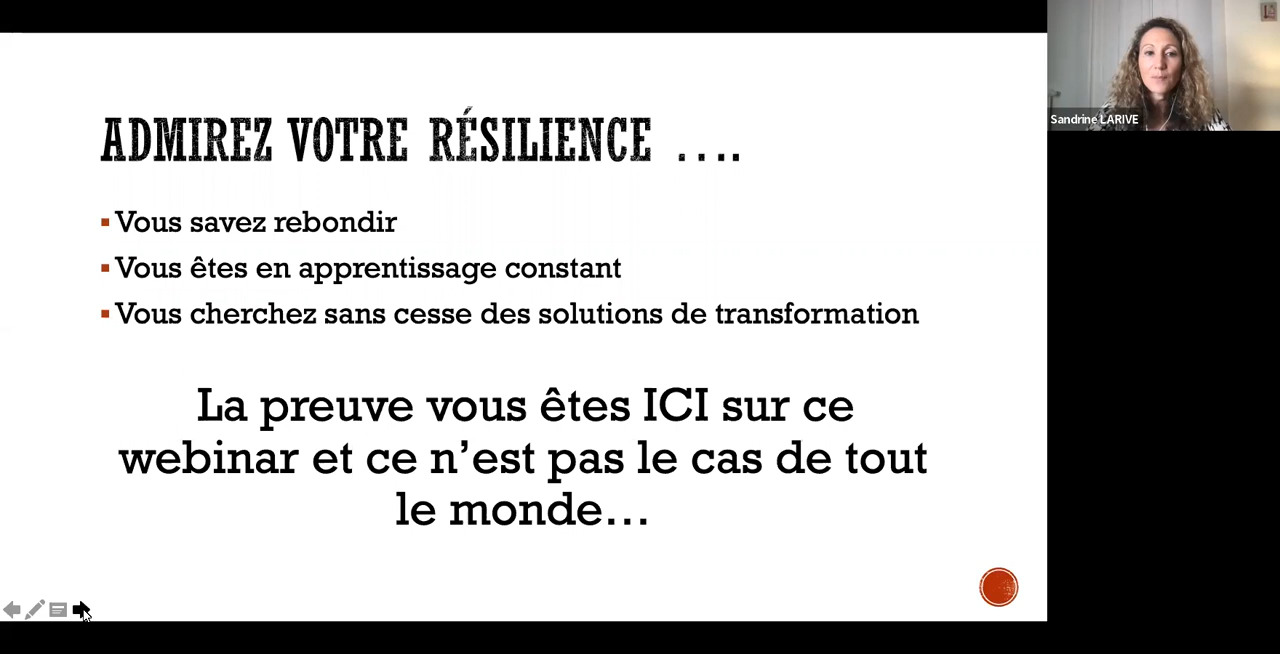 ADMIREZ VOTRE RÉSILIENCE ....
Vous savez rebondir
Vous êtes en apprentissage constant
Vous cherchez sans cesse des solutions de transformation
La preuve vous êtes ICI sur ce
webinar et ce n’est pas le cas de tout
le monde…
Sandrine LARIVE